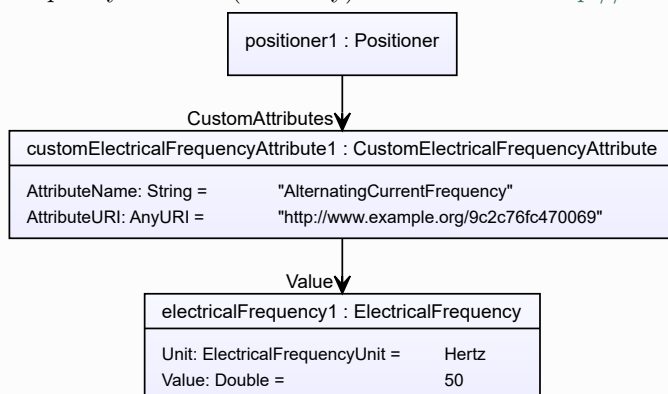 positioner1 : Positioner
CustomAttributes
customElectricalFrequencyAttribute1 : CustomElectricalFrequencyAttribute
AttributeName: String = "AlternatingCurrentFrequency"
AttributeURI: AnyURI = "http://www.example.org/9c2c76fc470069"
Value
electricalFrequency1 : ElectricalFrequency
Unit: ElectricalFrequencyUnit = Hertz
Value: Double = 50